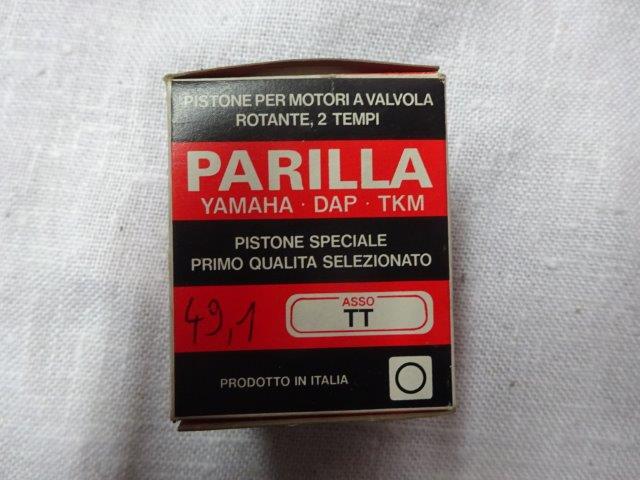 PISTONE PER MOTORI A VALVOLA
ROTANTE, 2 TEMPI
PARILLA
YAMAHA · DAP · TKM
PISTONE SPECIALE
PRIMO QUALITA SELEZIONATO
49,1
ASSO
TT
PRODOTTO IN ITALIA